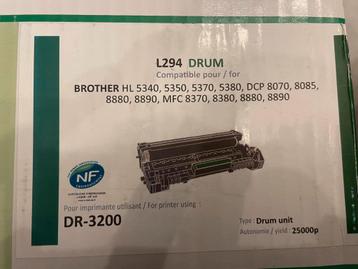 L294 DRUM
Compatible pour / for
BROTHER HL 5340, 5350, 5370, 5380, DCP 8070, 8085,
8880, 8890, MFC 8370, 8380, 8880, 8890
NF
Pour imprimante utilisant / For printer using :
DR-3200
Type : Drum unit
Autonomie / yield : 25000p